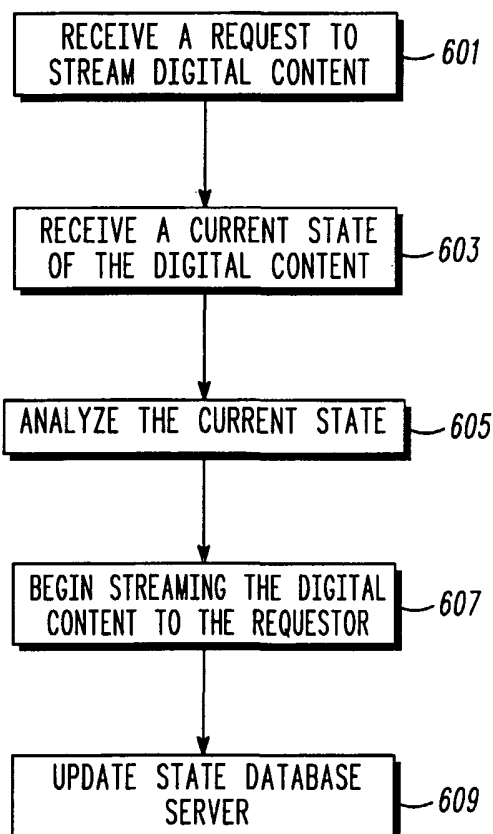 RECEIVE A REQUEST TO
STREAM DIGITAL CONTENT
601
RECEIVE A CURRENT STATE
OF THE DIGITAL CONTENT
603
ANALYZE THE CURRENT STATE
605
BEGIN STREAMING THE DIGITAL
CONTENT TO THE REQUESTOR
607
UPDATE STATE DATABASE
SERVER
609